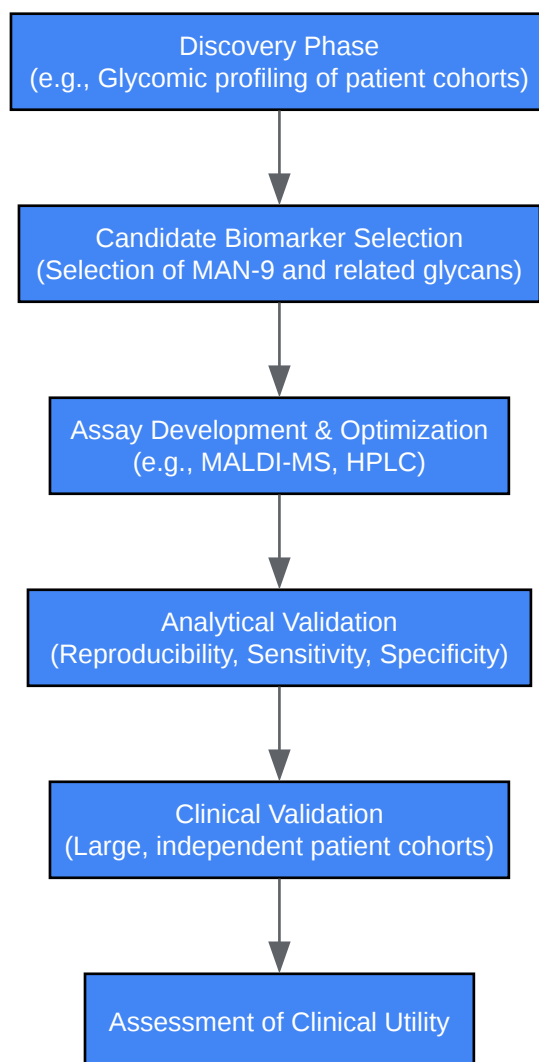 Discovery Phase
(e.g., Glycomic profiling of patient cohorts)
Candidate Biomarker Selection
(Selection of MAN-9 and related glycans)
Assay Development & Optimization
(e.g., MALDI-MS, HPLC)
Analytical Validation
(Reproducibility, Sensitivity, Specificity)
Clinical Validation
(Large, independent patient cohorts)
Assessment of Clinical Utility